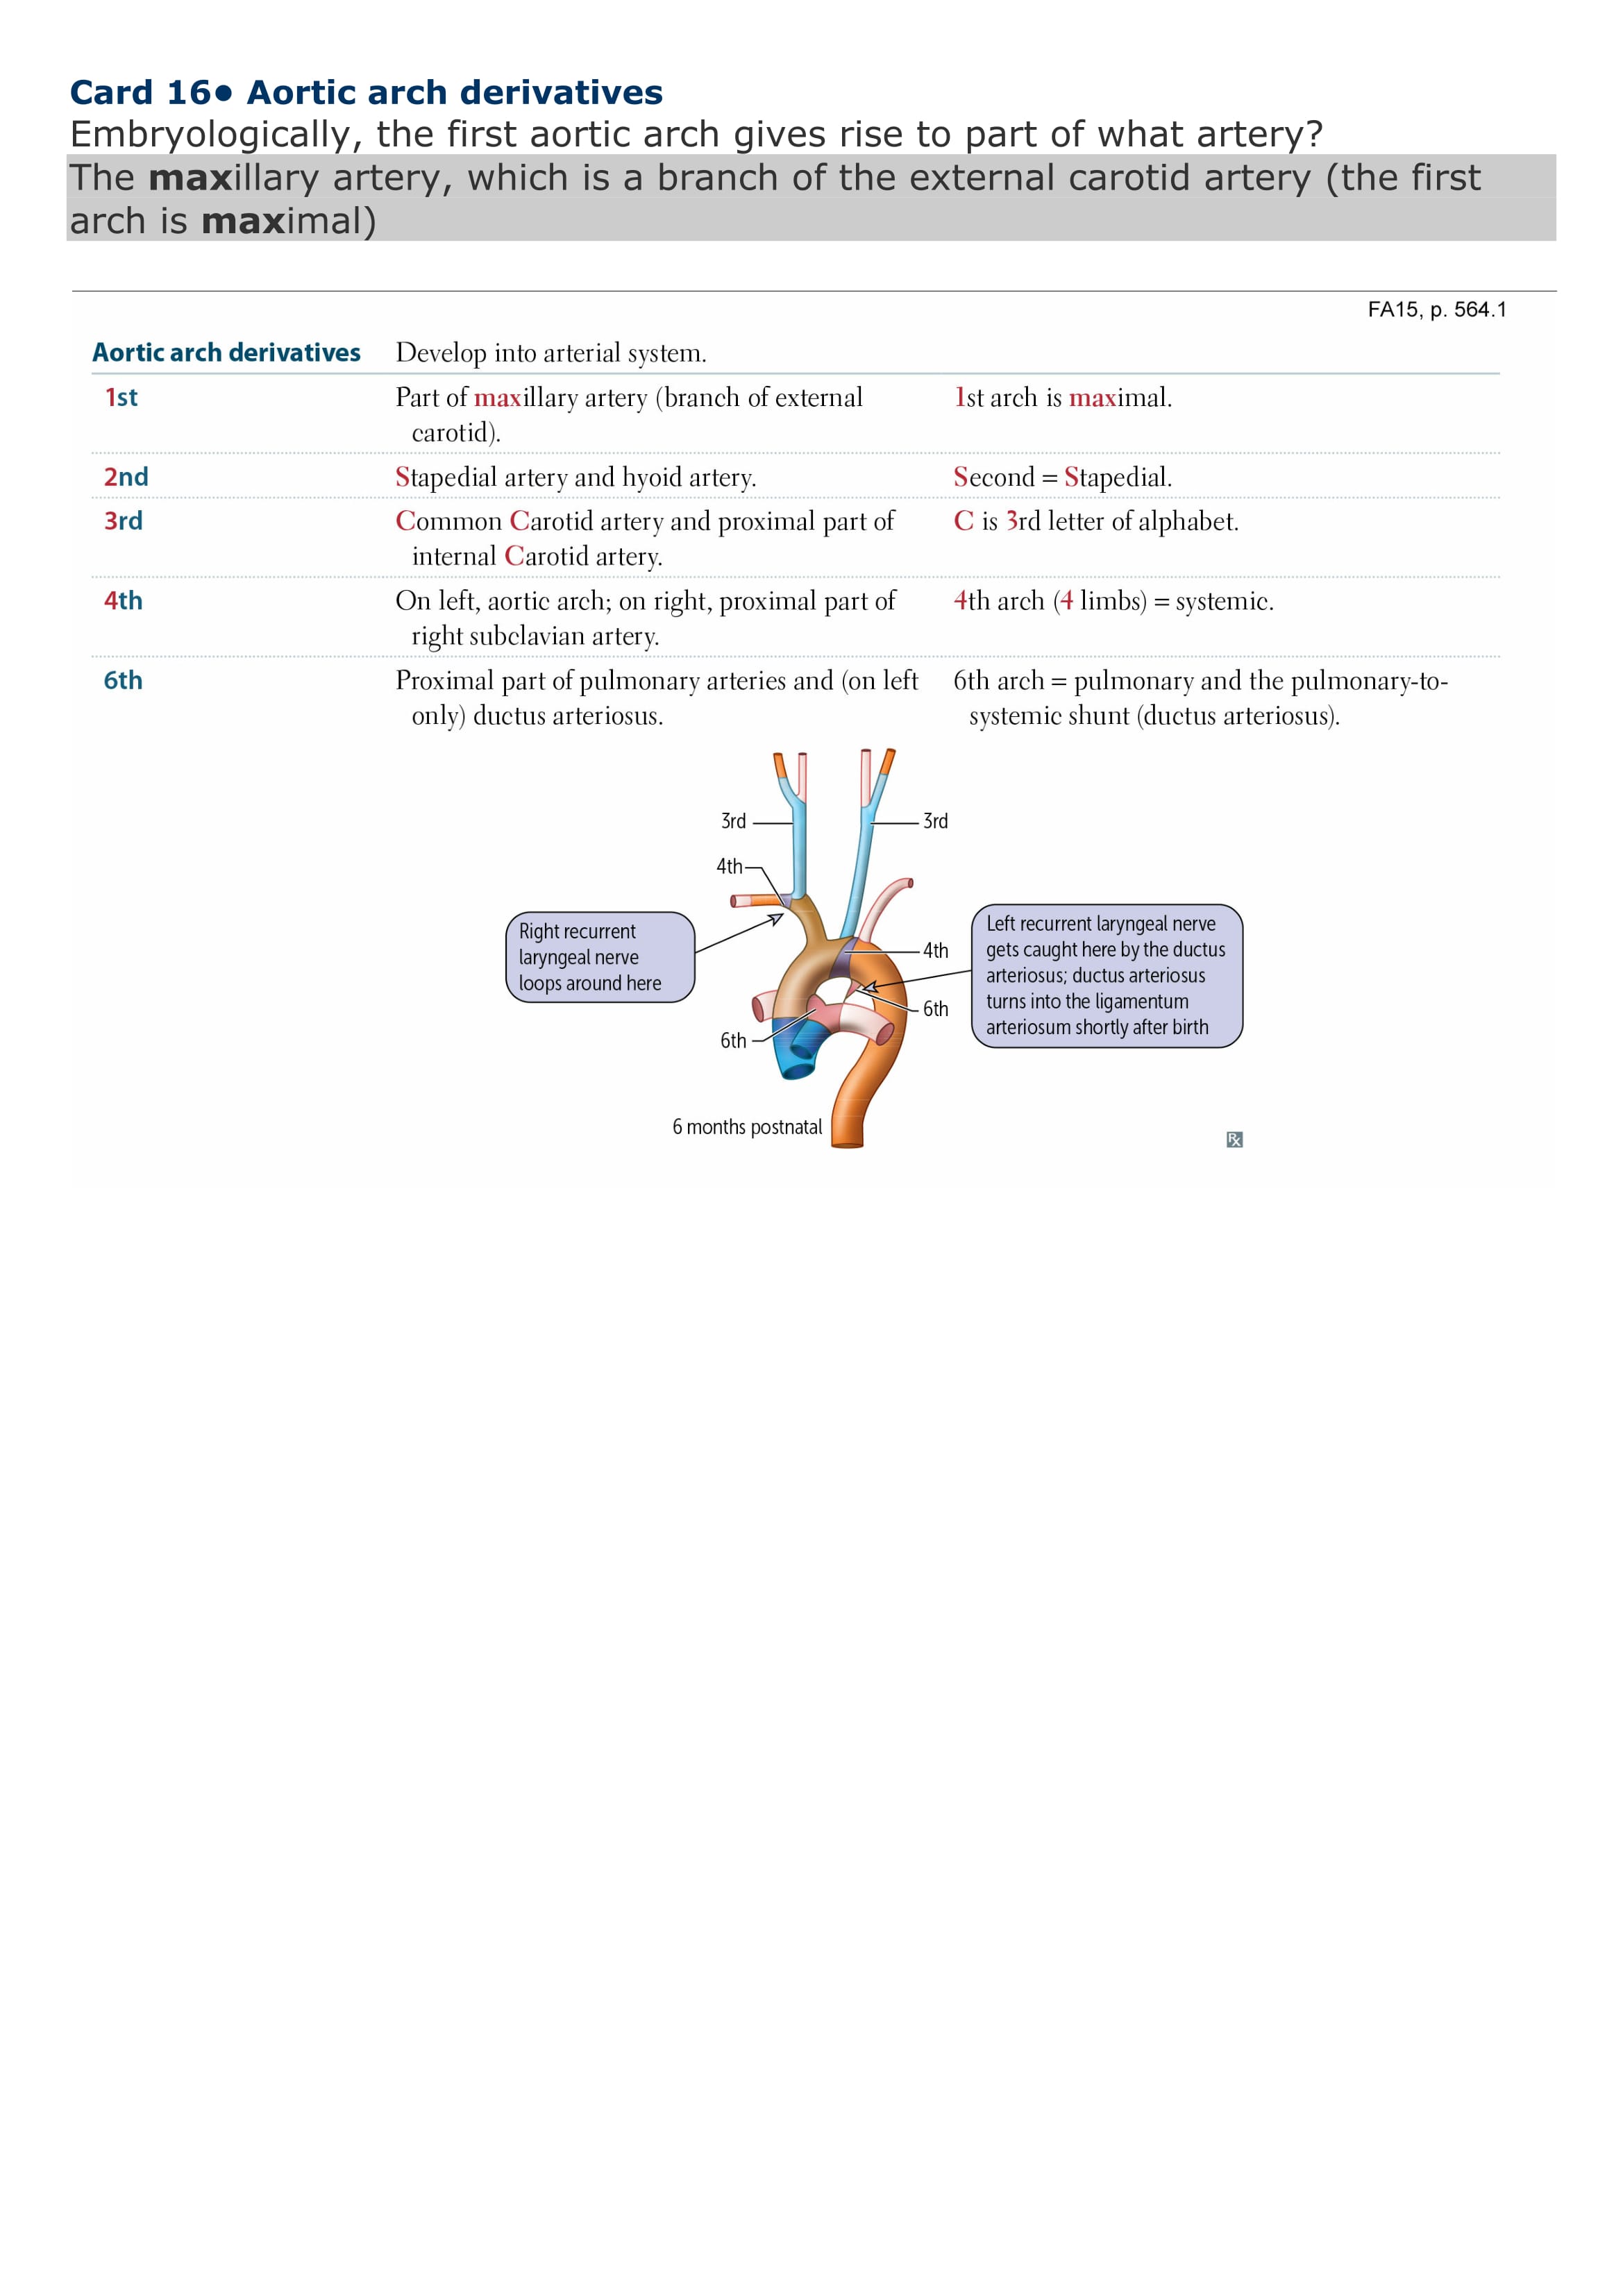 Card 16• Aortic arch derivatives
Embryologically, the first aortic arch gives rise to part of what artery?
The maxillary artery, which is a branch of the external carotid artery (the first
arch is maximal)
FA15, p. 564.1
Aortic arch derivatives Develop into arterial system.
1st Part of maxillary artery (branch of external 1st arch is maximal.
carotid).
2nd Stapedial artery and hyoid artery. Second = Stapedial.
3rd Common Carotid artery and proximal part of C is 3rd letter of alphabet.
internal Carotid artery.
4th On left, aortic arch; on right, proximal part of 4th arch (4 limbs) = systemic.
right subclavian artery.
6th Proximal part of pulmonary arteries and (on left 6th arch = pulmonary and the pulmonary-to-
only) ductus arteriosus. systemic shunt (ductus arteriosus).
3rd 3rd
4th
Right recurrent
laryngeal nerve
loops around here
4th
6th
Left recurrent laryngeal nerve
gets caught here by the ductus
arteriosus; ductus arteriosus
turns into the ligamentum
arteriosum shortly after birth
6th
6 months postnatal
Rx